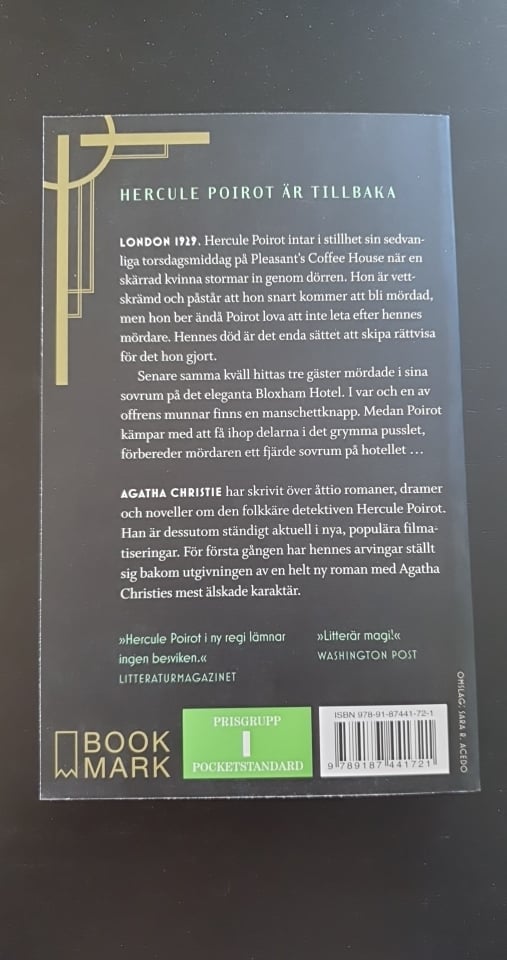 HERCULE POIROT ÄR TILLBAKA
LONDON 1929. Hercule Poirot intar i stillhet sin sedvan-
liga torsdagsmiddag på Pleasant's Coffee House när en
skärrad kvinna stormar in genom dörren. Hon är vett-
skrämd och påstår att hon snart kommer att bli mördad,
men hon ber ändå Poirot lova att inte leta efter hennes
mördare. Hennes död är det enda sättet att skipa rättvisa
för det hon gjort.
Senare samma kväll hittas tre gäster mördade i sina
sovrum på det eleganta Bloxham Hotel. I var och en av
offrens munnar finns en manschettknapp. Medan Poirot
kämpar med att få ihop delarna i det grymma pusslet,
förbereder mördaren ett fjärde sovrum på hotellet …
AGATHA CHRISTIE har skrivit över åttio romaner, dramer
och noveller om den folkkäre detektiven Hercule Poirot.
Han är dessutom ständigt aktuell i nya, populära filma-
tiseringar. För första gången har hennes arvingar ställt
sig bakom utgivningen av en helt ny roman med Agatha
Christies mest älskade karaktär.
»Hercule Poirot i ny regi lämnar
ingen besviken.«
LITTERATURMAGAZINET
»Litterär magi!«
WASHINGTON POST
BOOK
MARK
PRISGRUPP
1
POCKETSTANDARD
ISBN 978-91-87441-72-1
9 789187 441721
OMSLAG: SARA R. ACEDO